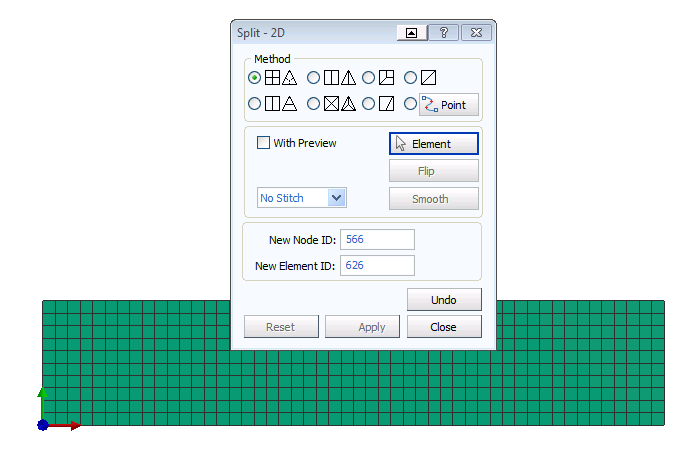 Split - 2D
Method
Point
With Preview
Element
Flip
No Stitch
Smooth
New Node ID: 566
New Element ID: 626
Undo
Reset
Apply
Close